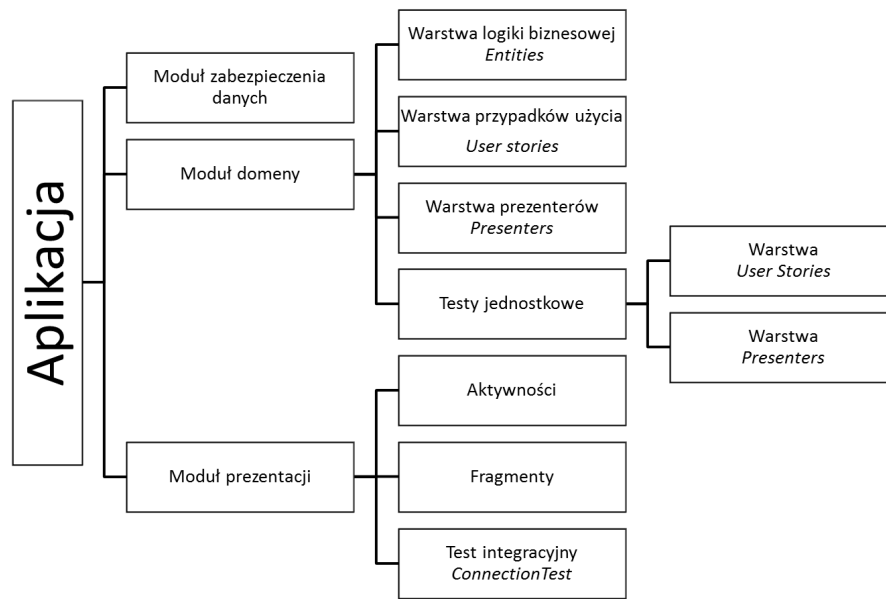 Aplikacja
Moduł zabezpieczenia
danych
Moduł domeny
Warstwa logiki biznesowej
Entities
Warstwa przypadków użycia
User stories
Warstwa prezenterów
Presenters
Testy jednostkowe
Warstwa
User Stories
Warstwa
Presenters
Moduł prezentacji
Aktywności
Fragmenty
Test integracyjny
ConnectionTest